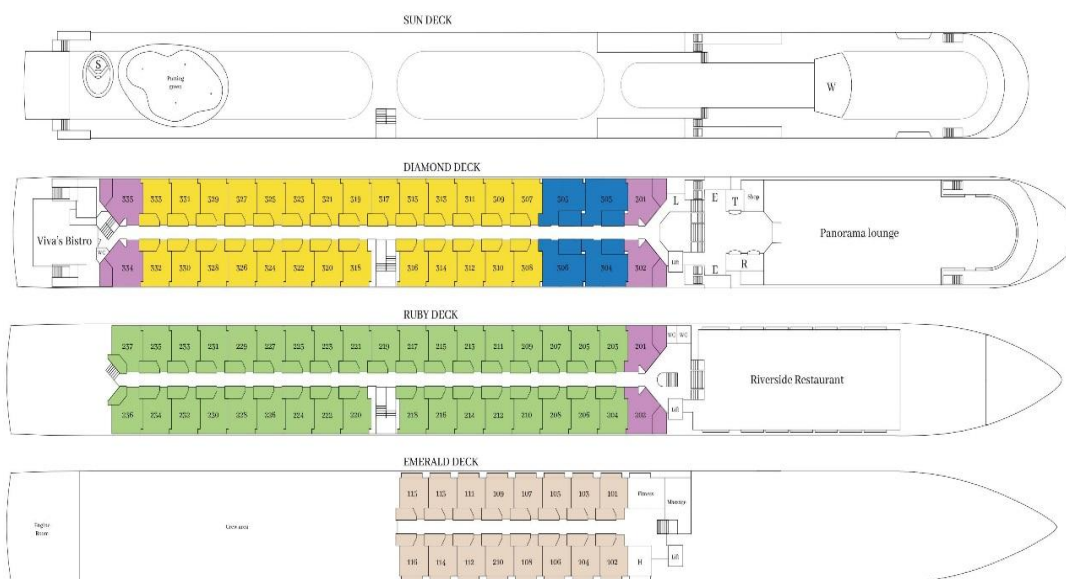 SUN DECK
S
Putting
green
W
DIAMOND DECK
335 333 331 329 327 325 323 321 319 317 315 313 311 309 307 305 303 301 L E T Shop
Viva's Bistro
Panorama lounge
WC
334 332 330 328 326 324 322 320 318 316 314 312 310 308 306 304 302 Lift E R
RUBY DECK
237 235 233 231 229 227 225 223 221 219 217 215 213 211 209 207 205 203 201 WC WC
Riverside Restaurant
236 234 232 230 228 226 224 222 220 218 216 214 212 210 208 206 204 202 Lift
EMERALD DECK
115 113 111 109 107 105 103 101 Fitness
Massage
Engine
Room
Crew area
116 114 112 210 108 106 104 102 H Lift